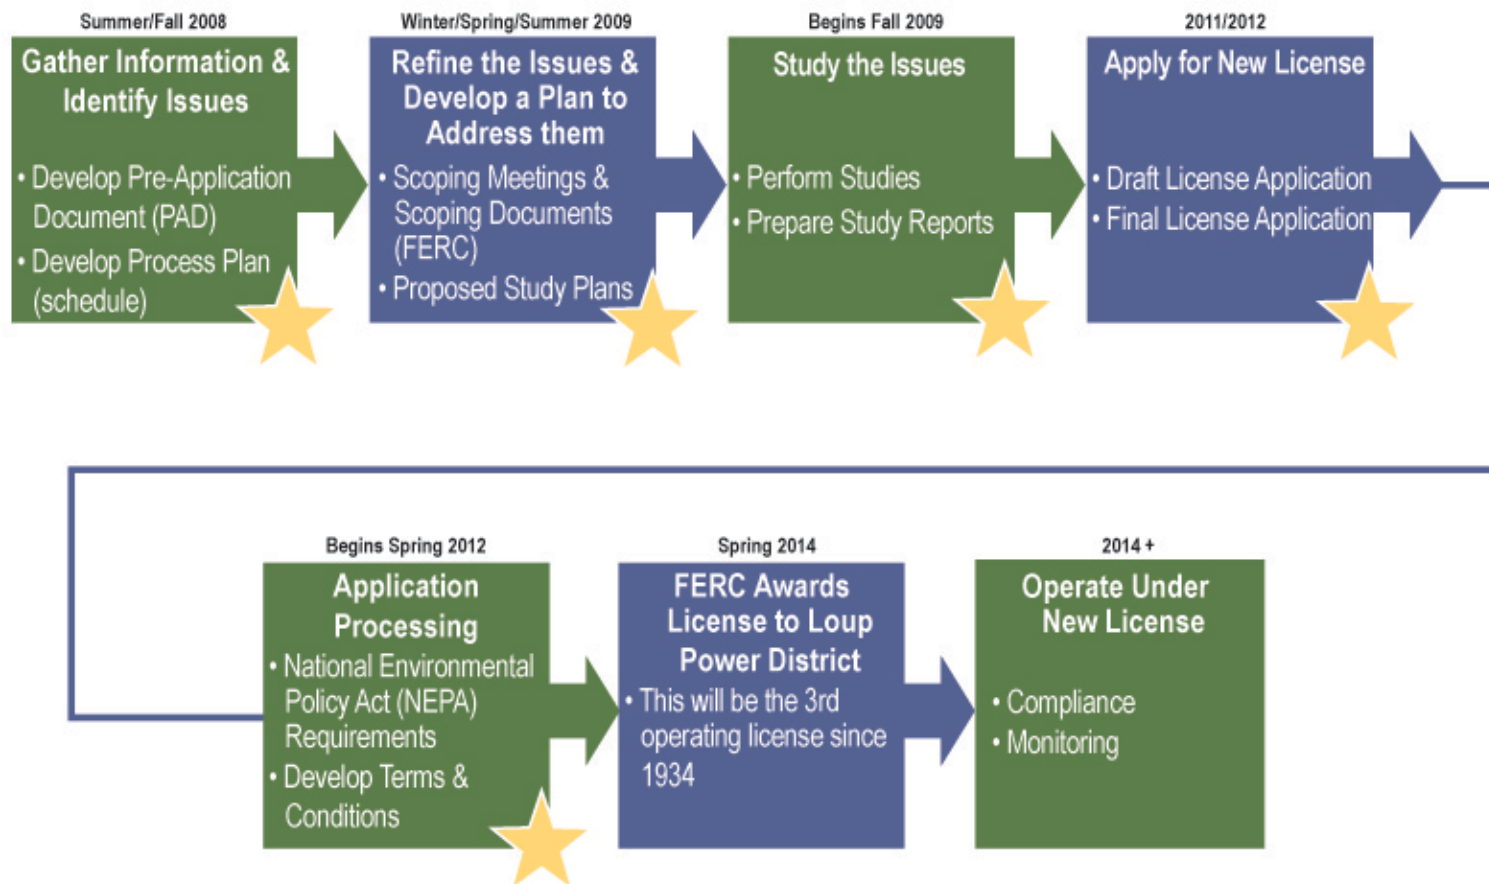 Summer/Fall 2008
Gather Information &
Identify Issues
• Develop Pre-Application
Document (PAD)
• Develop Process Plan
(schedule)
Winter/Spring/Summer 2009
Refine the Issues &
Develop a Plan to
Address them
• Scoping Meetings &
Scoping Documents
(FERC)
• Proposed Study Plans
Begins Fall 2009
Study the Issues
• Perform Studies
• Prepare Study Reports
2011/2012
Apply for New License
• Draft License Application
• Final License Application
Begins Spring 2012
Application
Processing
• National Environmental
Policy Act (NEPA)
Requirements
• Develop Terms &
Conditions
Spring 2014
FERC Awards
License to Loup
Power District
• This will be the 3rd
operating license since
1934
2014 +
Operate Under
New License
• Compliance
• Monitoring